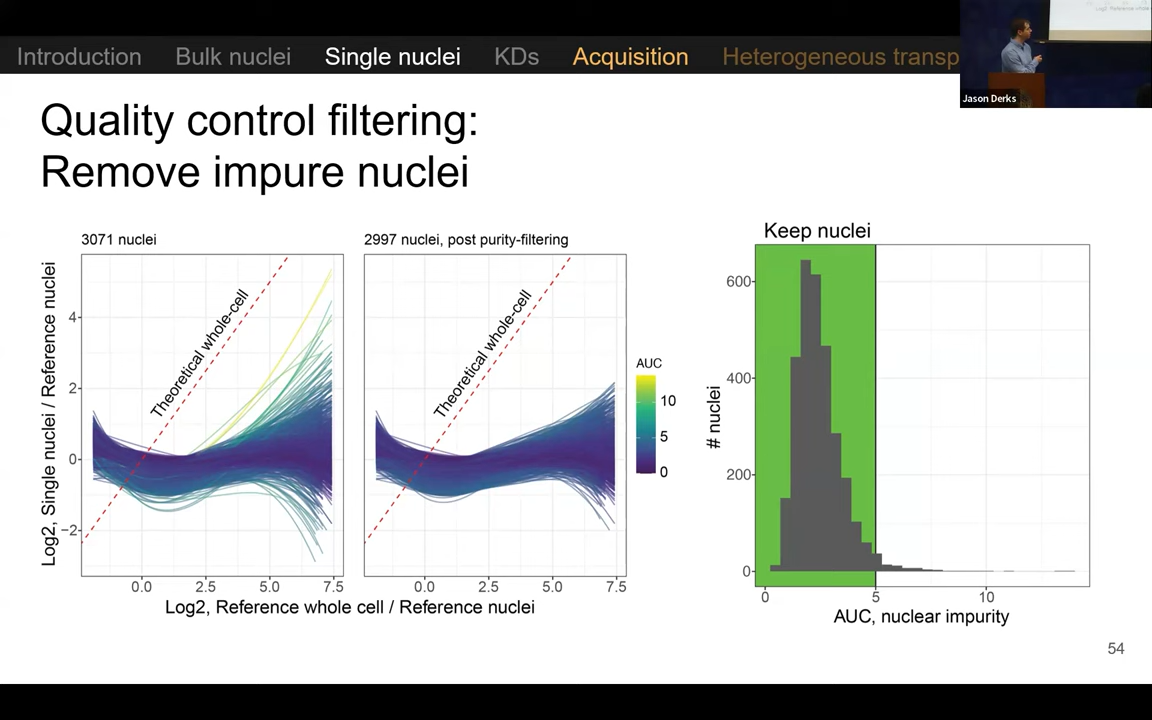 Introduction Bulk nuclei Single nuclei KDs Acquisition Heterogeneous transp
Jason Derks
Quality control filtering:
Remove impure nuclei
3071 nuclei
2997 nuclei, post purity-filtering
Keep nuclei
Log2, Single nuclei / Reference nuclei
4
2
0
−2
Theoretical whole-cell
Theoretical whole-cell
AUC
10
5
0
0.0 2.5 5.0 7.5
0.0 2.5 5.0 7.5
Log2, Reference whole cell / Reference nuclei
# nuclei
600
400
200
0
0 5 10
AUC, nuclear impurity
54